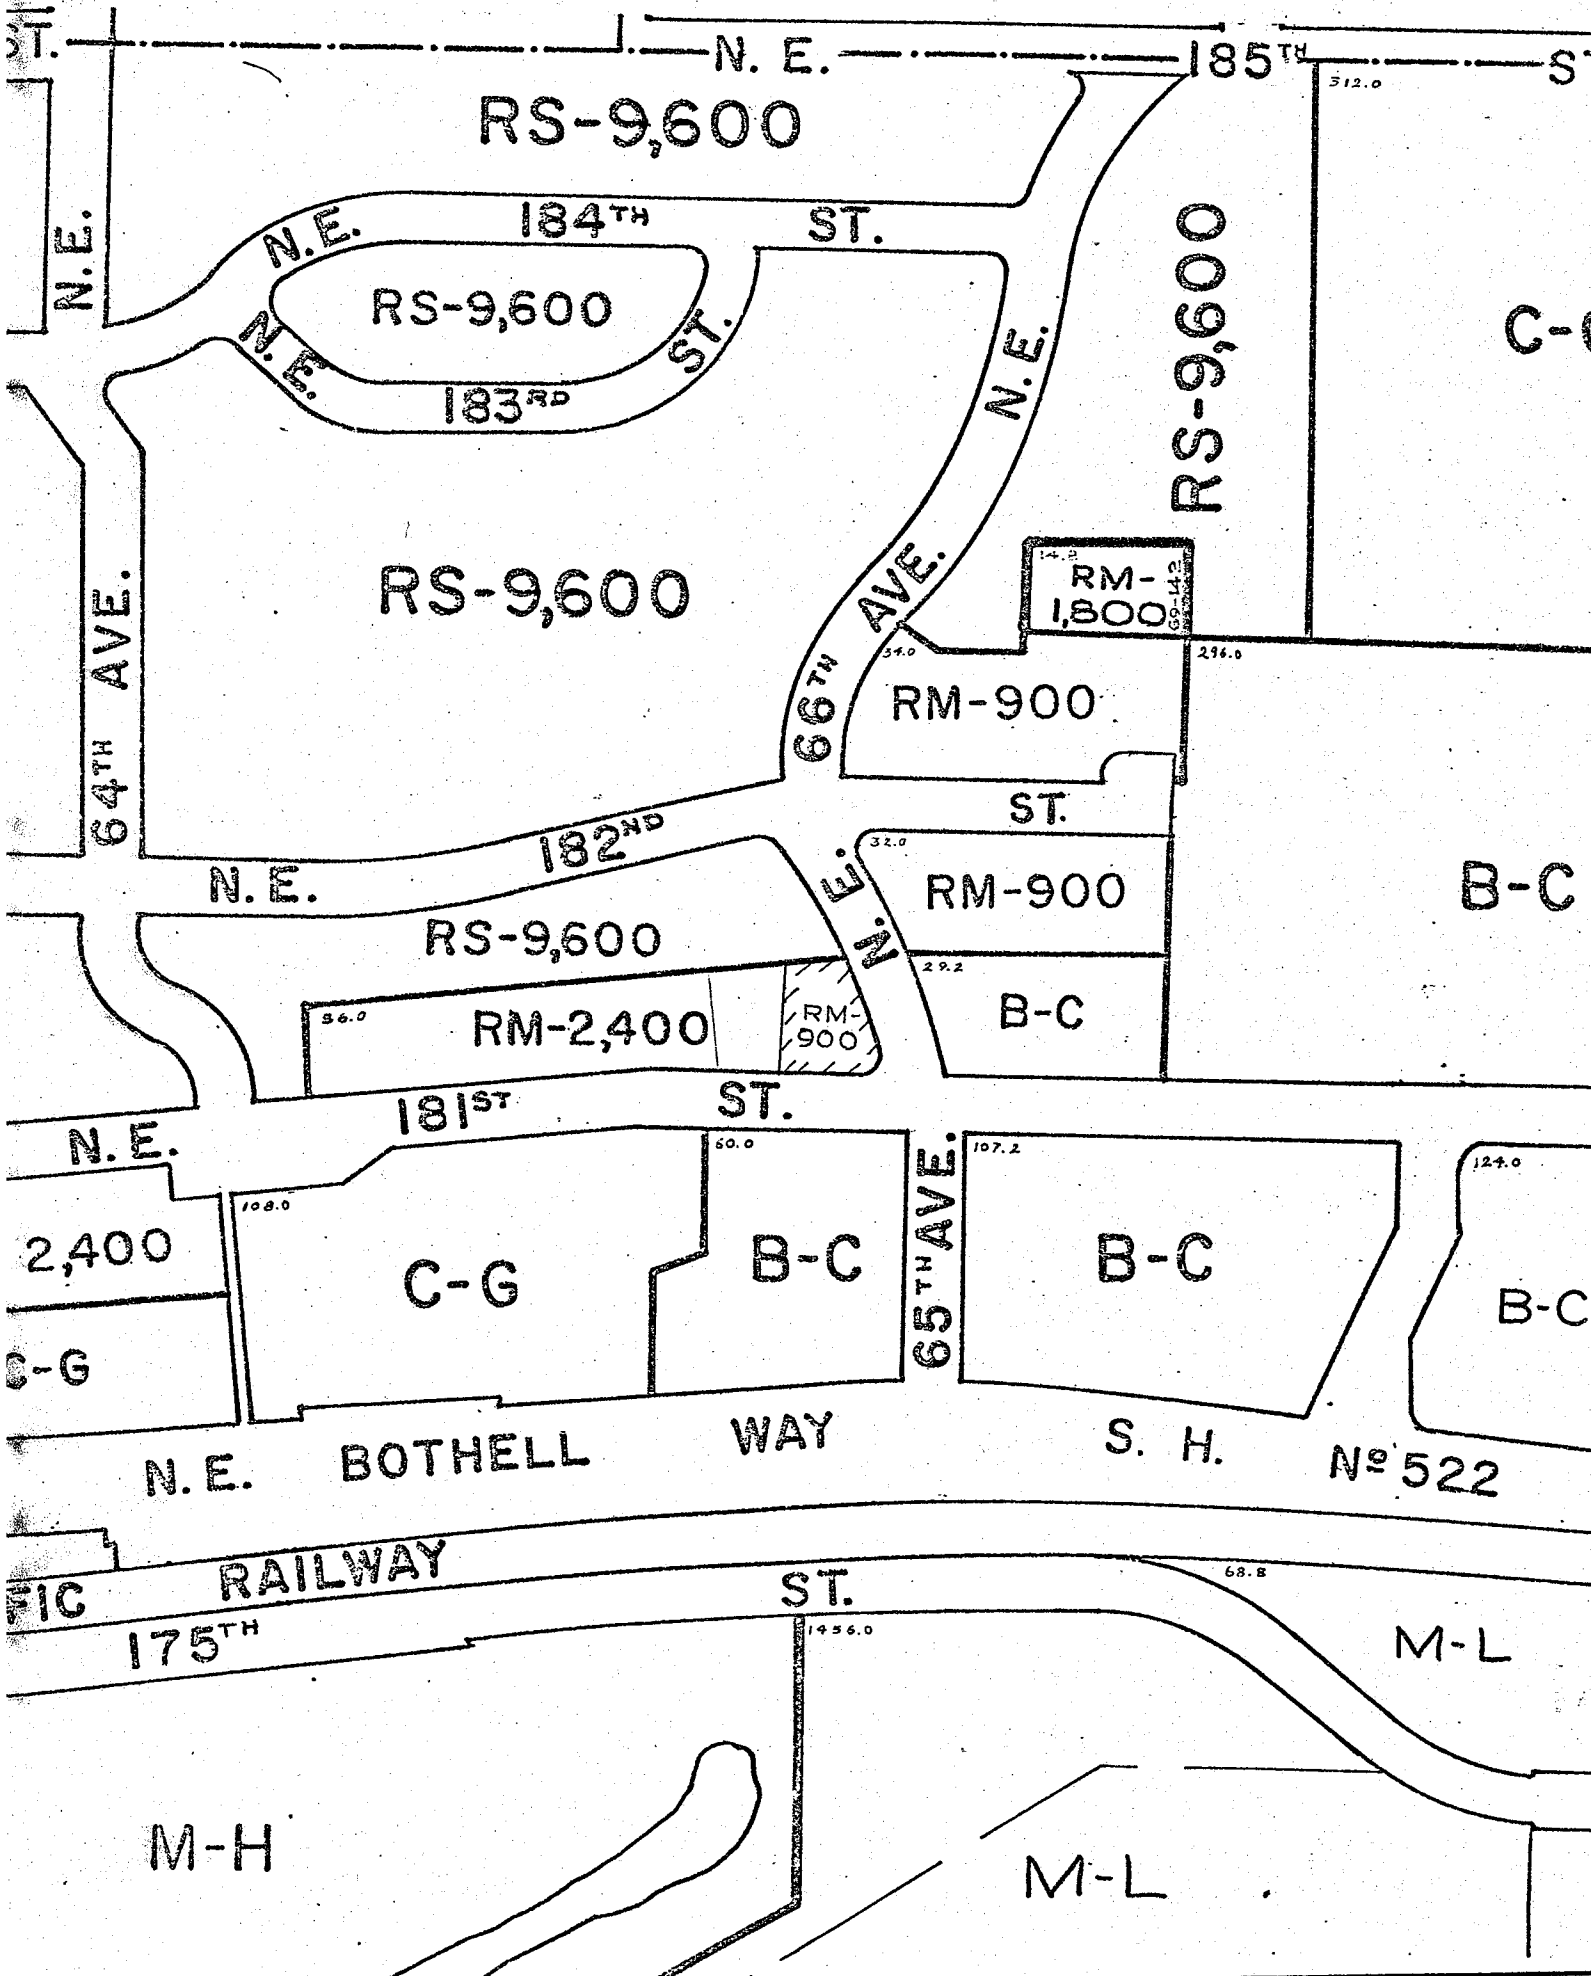 ST.
N. E.
185TH
312.0
RS-9,600
N.E.
184TH
ST.
N.E.
RS-9,600
RS-9,600
N.E.
183RD
ST.
N.E.
RS-9,600
14.2
RM-
1,800
69-142
AVE.
66TH
34.0
296.0
RM-900
64TH AVE.
ST.
182ND
N. E.
32.0
N. E.
RM-900
B-C
RS-9,600
29.2
36.0
RM-2,400
RM-
900
B-C
181ST
ST.
N. E.
60.0
65TH AVE.
107.2
124.0
108.0
2,400
C-G
B-C
B-C
B-C
C-G
N. E. BOTHELL WAY S. H. Nº 522
FIC RAILWAY
ST.
68.8
175TH
1456.0
M-L
M-H
M-L